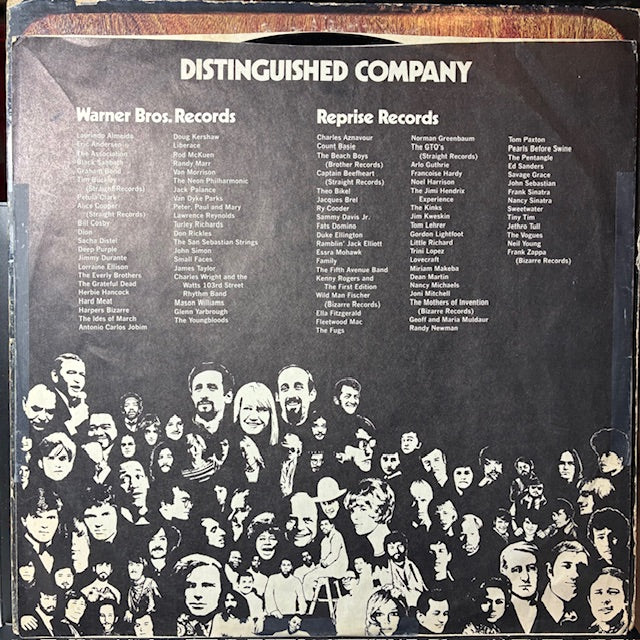 DISTINGUISHED COMPANY
Warner Bros. Records
Laurindo Almeida
Eric Andersen
The Association
Black Sabbath
Graham Bond
Tim Buckley
(Straight Records)
Petula Clark
Alice Cooper
(Straight Records)
Bill Cosby
Dion
Sacha Distel
Deep Purple
Jimmy Durante
Lorraine Ellison
The Everly Brothers
The Grateful Dead
Herbie Hancock
Hard Meat
Harpers Bizarre
The Ides of March
Antonio Carlos Jobim
Doug Kershaw
Liberace
Rod McKuen
Randy Marr
Van Morrison
The Neon Philharmonic
Jack Palance
Van Dyke Parks
Peter, Paul and Mary
Lawrence Reynolds
Turley Richards
Don Rickles
The San Sebastian Strings
John Simon
Small Faces
James Taylor
Charles Wright and the
Watts 103rd Street
Rhythm Band
Mason Williams
Glenn Yarbrough
The Youngbloods
Reprise Records
Charles Aznavour
Count Basie
The Beach Boys
(Brother Records)
Captain Beefheart
(Straight Records)
Theo Bikel
Jacques Brel
Ry Cooder
Sammy Davis Jr.
Fats Domino
Duke Ellington
Ramblin' Jack Elliott
Essra Mohawk
Family
The Fifth Avenue Band
Kenny Rogers and
The First Edition
Wild Man Fischer
(Bizarre Records)
Ella Fitzgerald
Fleetwood Mac
The Fugs
Norman Greenbaum
The GTO's
(Straight Records)
Arlo Guthrie
Francoise Hardy
Noel Harrison
The Jimi Hendrix
Experience
The Kinks
Jim Kweskin
Tom Lehrer
Gordon Lightfoot
Little Richard
Trini Lopez
Lovecraft
Miriam Makeba
Dean Martin
Nancy Michaels
Joni Mitchell
The Mothers of Invention
(Bizarre Records)
Geoff and Maria Muldaur
Randy Newman
Tom Paxton
Pearls Before Swine
The Pentangle
Ed Sanders
Savage Grace
John Sebastian
Frank Sinatra
Nancy Sinatra
Sweetwater
Tiny Tim
Jethro Tull
The Vogues
Neil Young
Frank Zappa
(Bizarre Records)